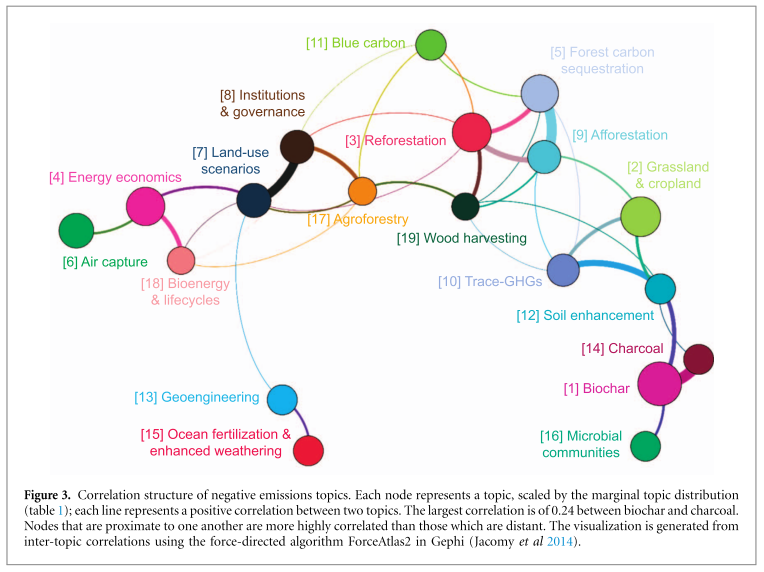 [11] Blue carbon
[5] Forest carbon
sequestration
[8] Institutions
& governance
[3] Reforestation
[9] Afforestation
[7] Land-use
scenarios
[4] Energy economics
[2] Grassland
& cropland
[17] Agroforestry
[19] Wood harvesting
[6] Air capture
[18] Bioenergy
& lifecycles
[10] Trace-GHGs
[12] Soil enhancement
[14] Charcoal
[1] Biochar
[13] Geoengineering
[15] Ocean fertilization &
enhanced weathering
[16] Microbial
communities
Figure 3. Correlation structure of negative emissions topics. Each node represents a topic, scaled by the marginal topic distribution
(table 1); each line represents a positive correlation between two topics. The largest correlation is of 0.24 between biochar and charcoal.
Nodes that are proximate to one another are more highly correlated than those which are distant. The visualization is generated from
inter-topic correlations using the force-directed algorithm ForceAtlas2 in Gephi (Jacomy et al 2014).